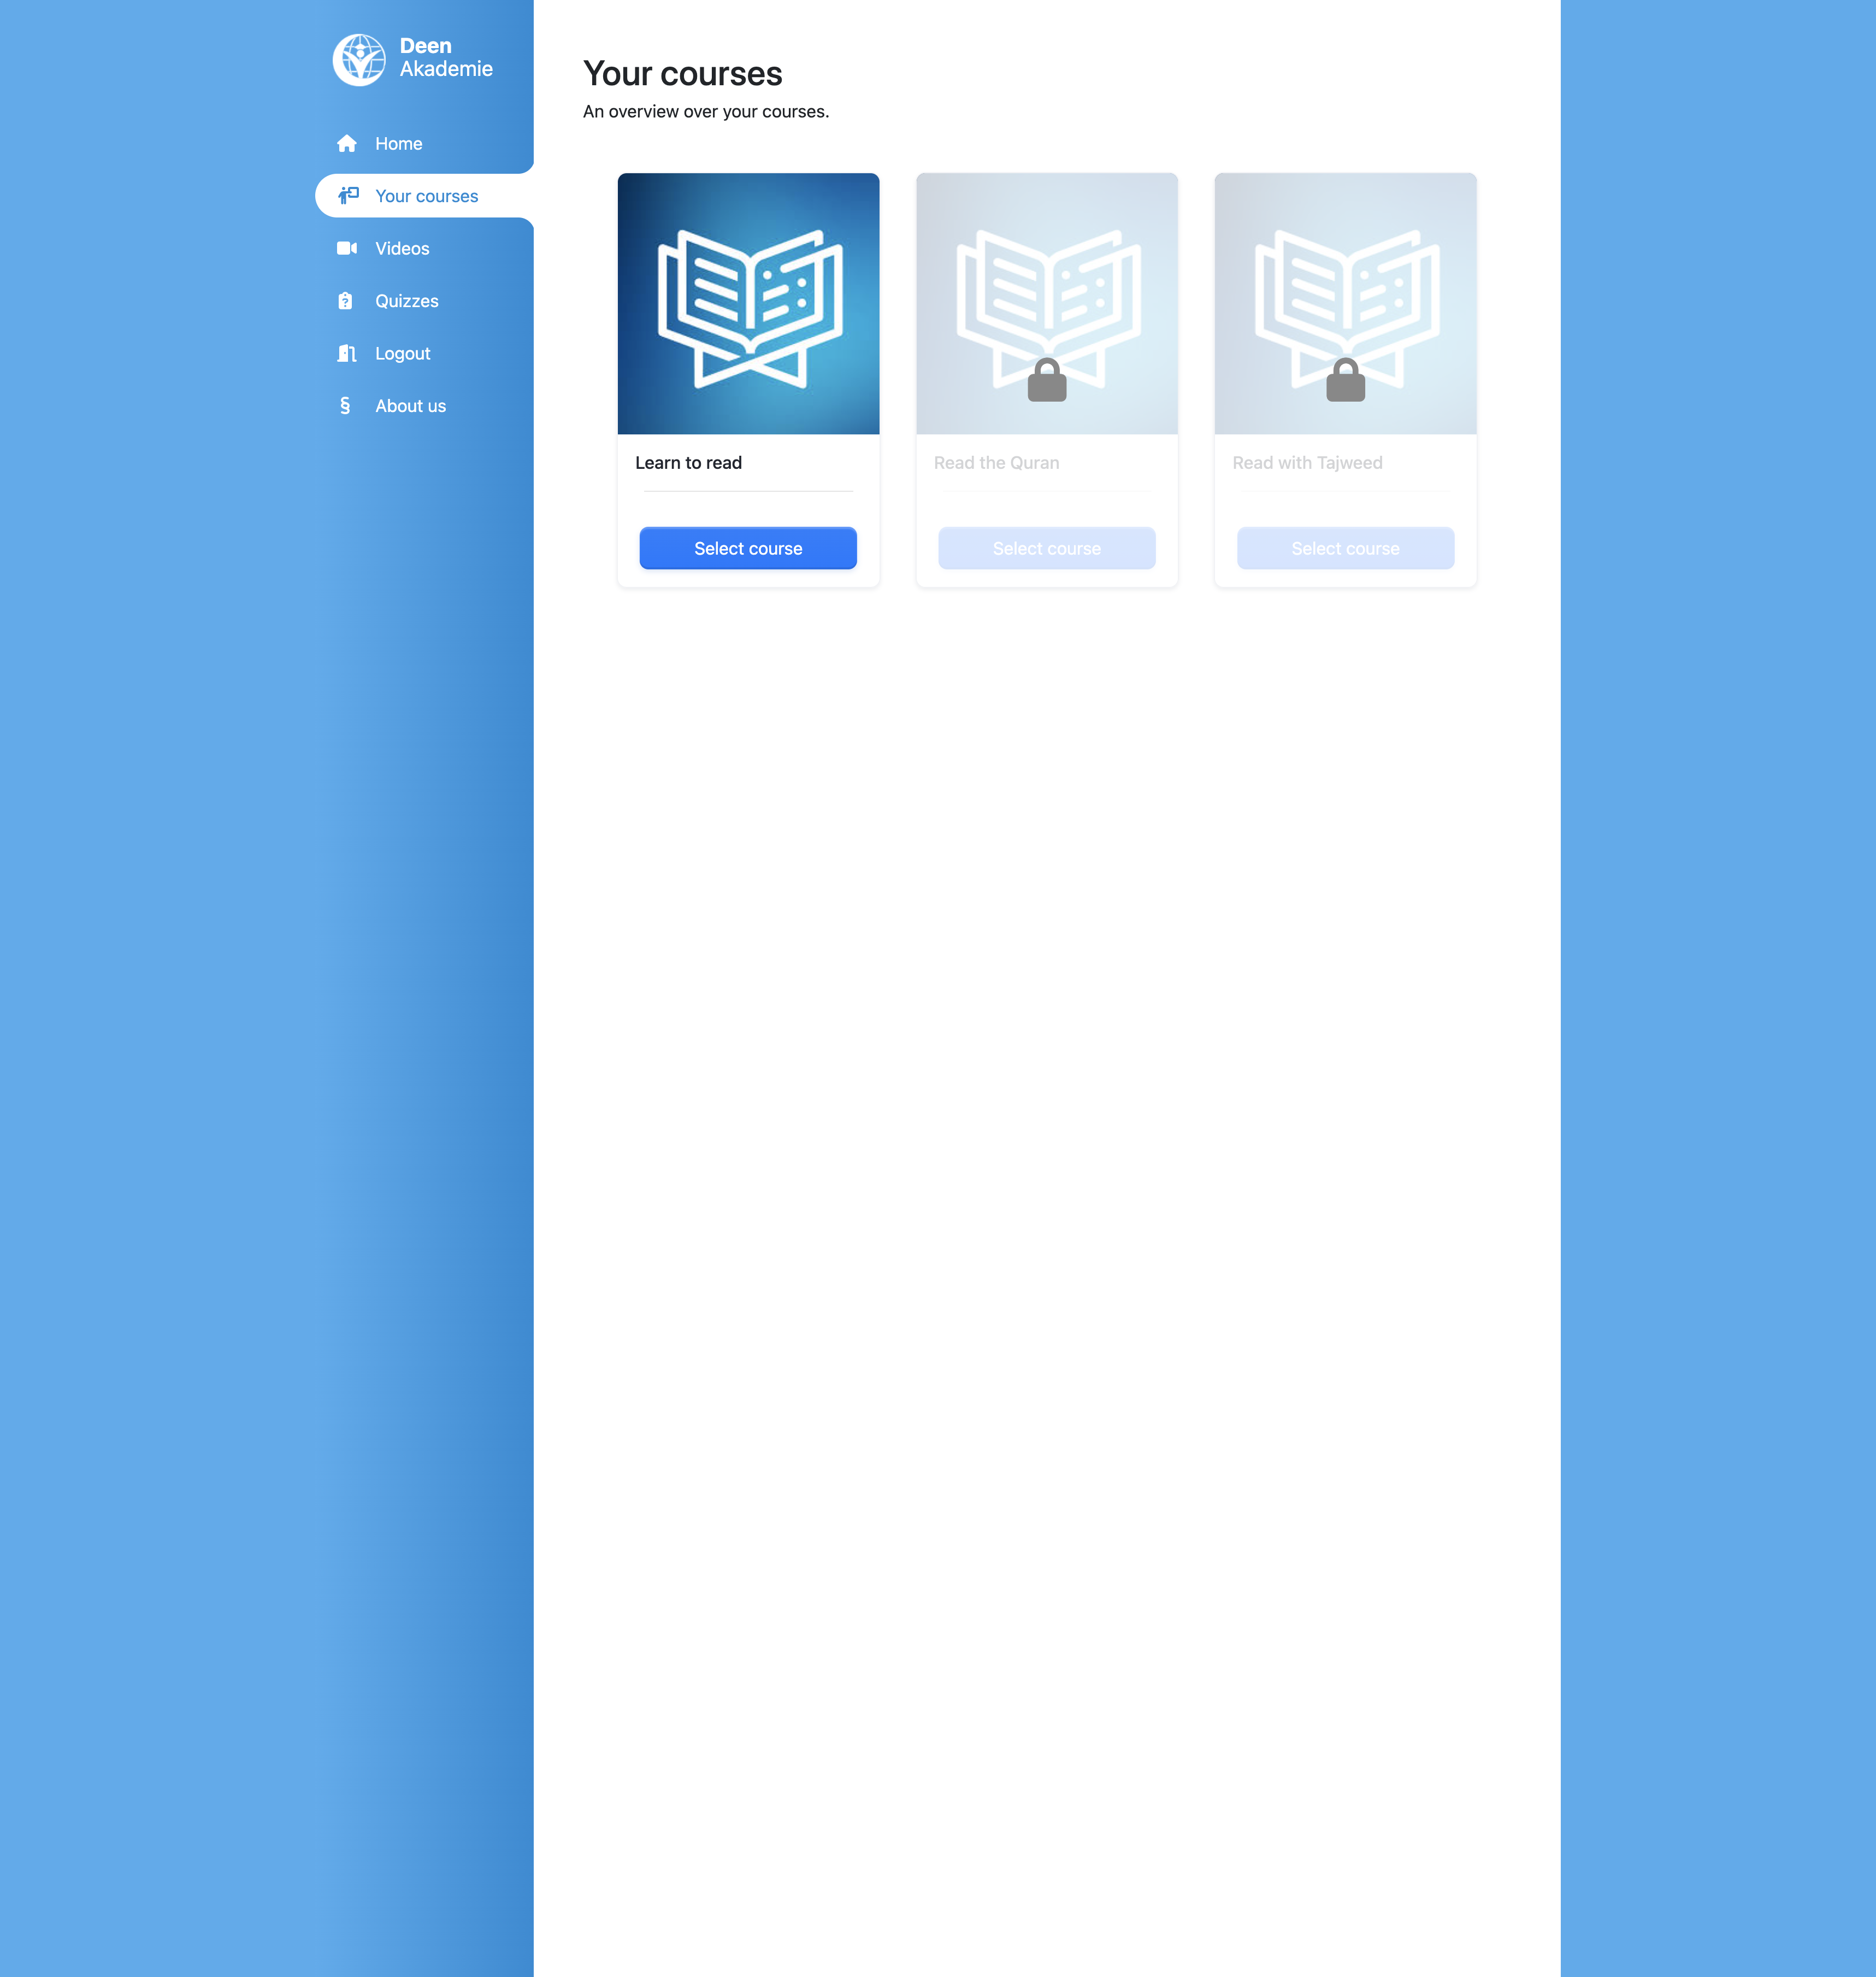 Deen
Akademie
Home
Your courses
Videos
Quizzes
Logout
§ About us
Your courses
An overview over your courses.
Learn to read
Select course
Read the Quran
Select course
Read with Tajweed
Select course